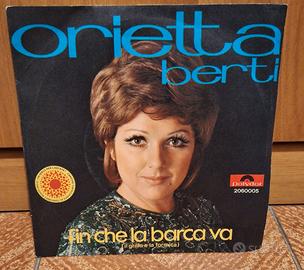 orietta
berti
polydor
2060005
fin che la barca va
(il grillo e la formica)